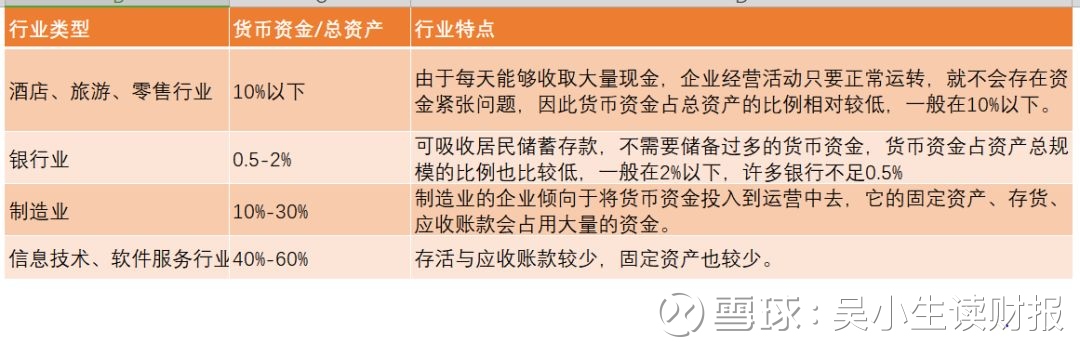 行业类型 货币资金/总资产 行业特点
酒店、旅游、零售行业 10%以下 由于每天能够收取大量现金，企业经营活动只要正常运转，就不会存在资
金紧张问题，因此货币资金占总资产的比例相对较低，一般在10%以下。
银行业 0.5-2% 可吸收居民储蓄存款，不需要储备过多的货币资金，货币资金占资产总规
模的比例也比较低，一般在2%以下，许多银行不足0.5%
制造业 10%-30% 制造业的企业倾向于将货币资金投入到运营中去，它的固定资产、存货、
应收账款会占用大量的资金。
信息技术、软件服务行业 40%-60% 存活与应收账款较少，固定资产也较少。
雪球：吴小生读财报